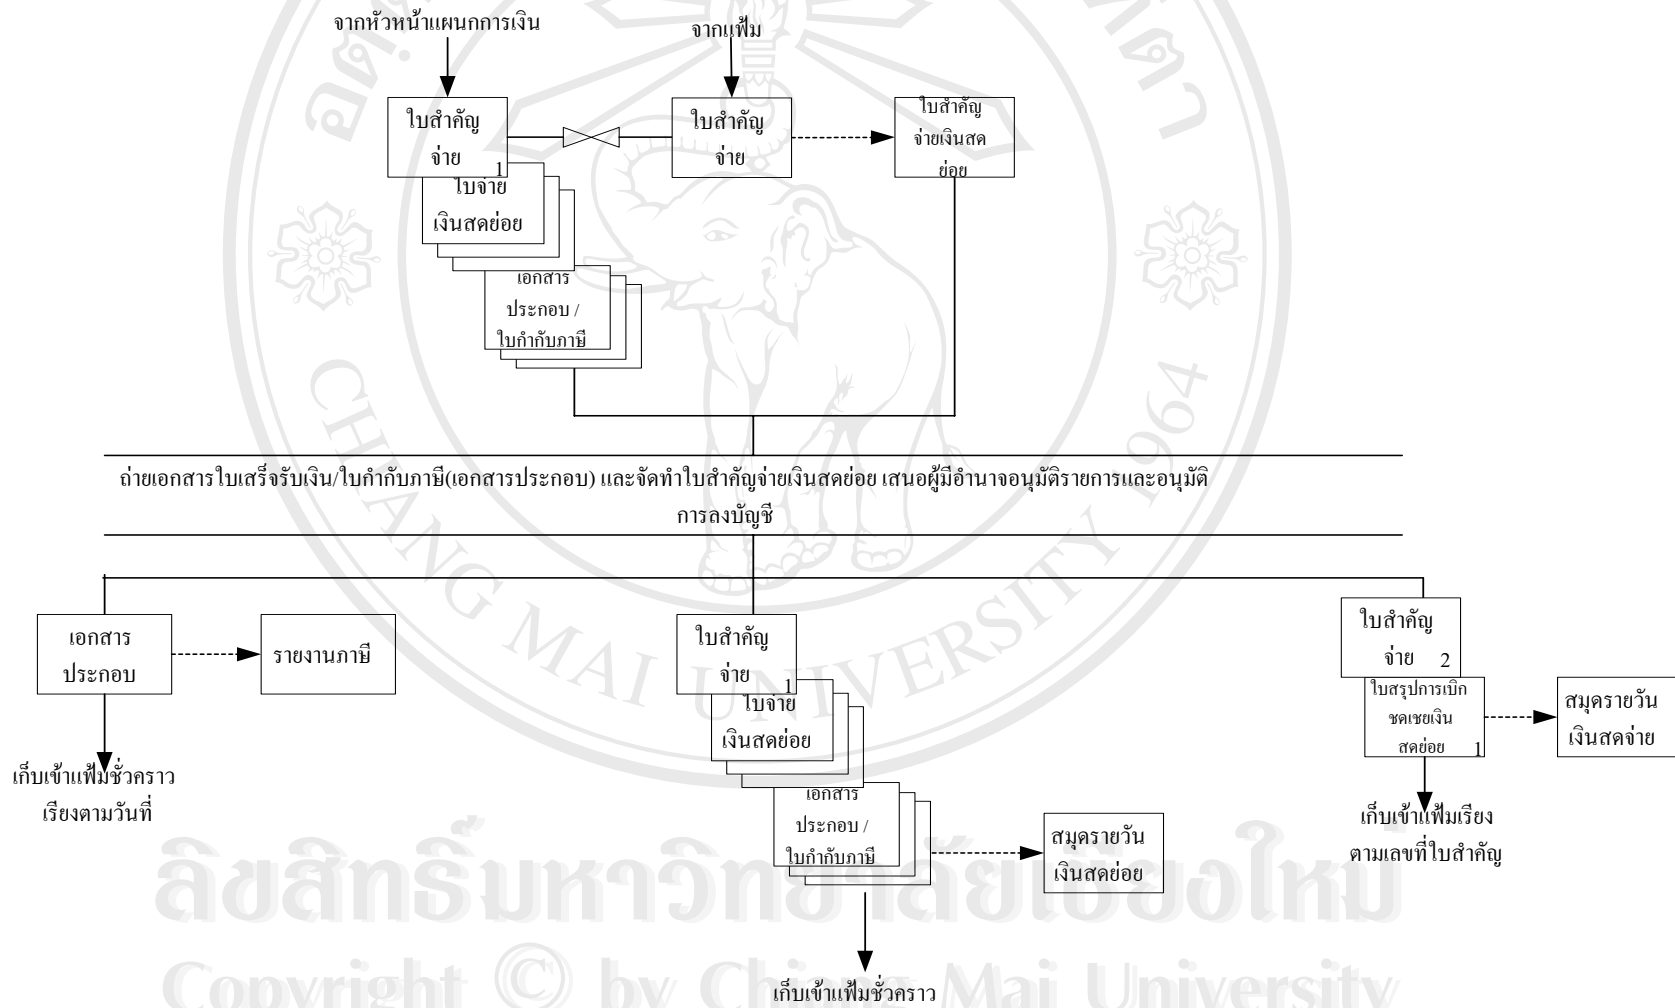 จากหัวหน้าแผนกการเงิน
จากแฟ้ม
ใบสำคัญ
จ่าย
1
ใบจ่าย
เงินสดย่อย
เอกสาร
ประกอบ /
ใบกำกับภาษี
ใบสำคัญ
จ่าย
ใบสำคัญ
จ่ายเงินสด
ย่อย
ถ่ายเอกสารใบเสร็จรับเงิน/ใบกำกับภาษี(เอกสารประกอบ) และจัดทำใบสำคัญจ่ายเงินสดย่อย เสนอผู้มีอำนาจอนุมัติรายการและอนุมัติ
การลงบัญชี
เอกสาร
ประกอบ
รายงานภาษี
เก็บเข้าแฟ้มชั่วคราว
เรียงตามวันที่
ใบสำคัญ
จ่าย
1
ใบจ่าย
เงินสดย่อย
เอกสาร
ประกอบ /
ใบกำกับภาษี
สมุดรายวัน
เงินสดย่อย
เก็บเข้าแฟ้มชั่วคราว
ใบสำคัญ
จ่าย 2
ใบสรุปการเบิก
ชดเชยเงิน
สดย่อย 1
สมุดรายวัน
เงินสดจ่าย
เก็บเข้าแฟ้มเรียง
ตามเลขที่ใบสำคัญ
CHIANG MAI UNIVERSITY 1964
ลิขสิทธิ์มหาวิทยาลัยเชียงใหม่
Copyright © by Chiang Mai University